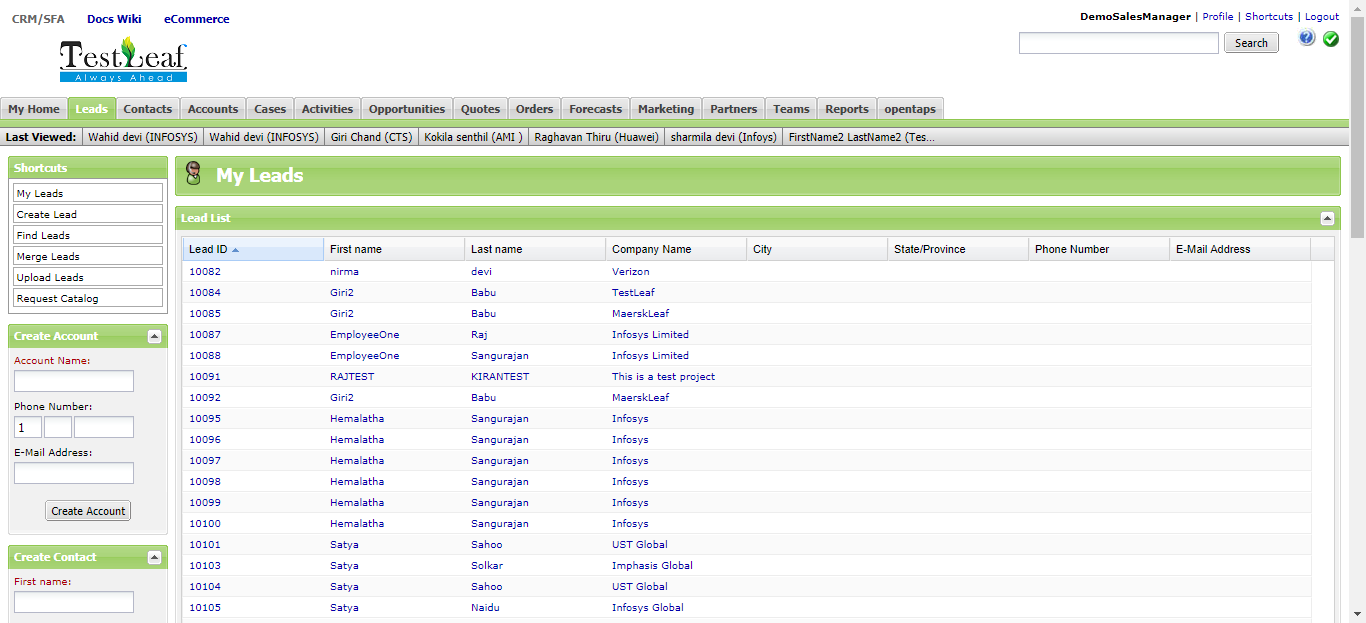 CRM/SFA Docs Wiki eCommerce
DemoSalesManager | Profile | Shortcuts | Logout
Search
TestLeaf
Always Ahead
My Home Leads Contacts Accounts Cases Activities Opportunities Quotes Orders Forecasts Marketing Partners Teams Reports opentaps
Last Viewed: Wahid devi (INFOSYS) Wahid devi (INFOSYS) Giri Chand (CTS) Kokila senthil (AMI ) Raghavan Thiru (Huawei) sharmila devi (Infoys) FirstName2 LastName2 (Tes...
Shortcuts
My Leads
Create Lead
Find Leads
Merge Leads
Upload Leads
Request Catalog
Create Account
Account Name:
Phone Number:
1
E-Mail Address:
Create Account
Create Contact
First name:
My Leads
Lead List
Lead ID First name Last name Company Name City State/Province Phone Number E-Mail Address
10082 nirma devi Verizon
10084 Giri2 Babu TestLeaf
10085 Giri2 Babu MaerskLeaf
10087 EmployeeOne Raj Infosys Limited
10088 EmployeeOne Sangurajan Infosys Limited
10091 RAJTEST KIRANTEST This is a test project
10092 Giri2 Babu MaerskLeaf
10095 Hemalatha Sangurajan Infosys
10096 Hemalatha Sangurajan Infosys
10097 Hemalatha Sangurajan Infosys
10098 Hemalatha Sangurajan Infosys
10099 Hemalatha Sangurajan Infosys
10100 Hemalatha Sangurajan Infosys
10101 Satya Sahoo UST Global
10103 Satya Solkar Imphasis Global
10104 Satya Sahoo UST Global
10105 Satya Naidu Infosys Global